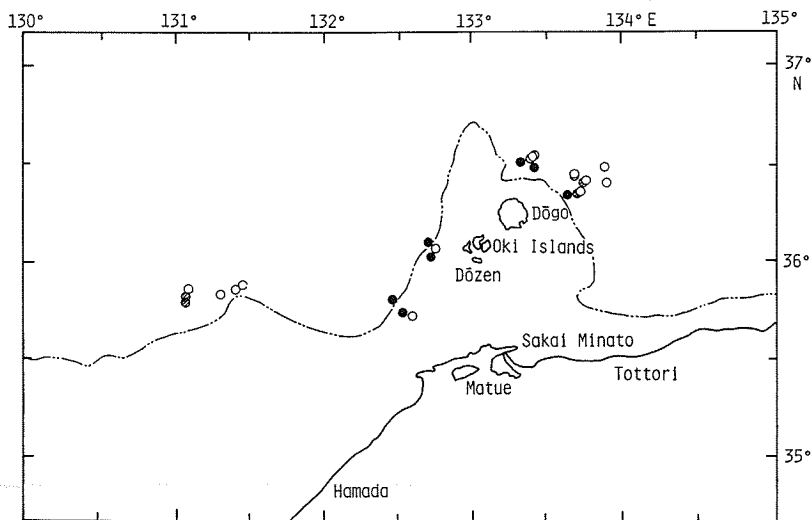 130° 131° 132° 133° 134° E 135°
37°
N
Dōgo
Oki Islands
36°
Dōzen
Sakai Minato
Tottori
Matue
35°
Hamada